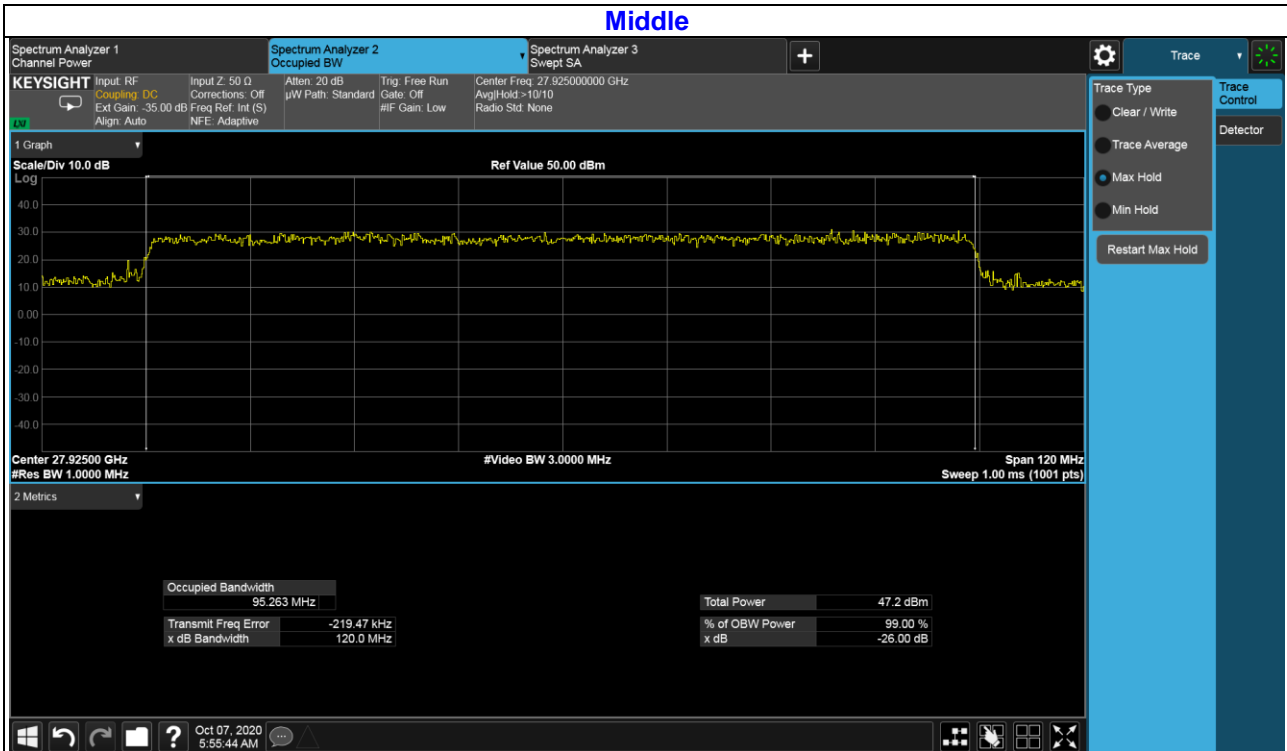 Middle
Spectrum Analyzer 1
Channel Power
Spectrum Analyzer 2
Occupied BW
Spectrum Analyzer 3
Swept SA
+
Trace
KEYSIGHT
Input: RF
Coupling: DC
Ext Gain: -35.00 dB
Align: Auto
Input Z: 50 Ω
Corrections: Off
Freq Ref: Int (S)
NFE: Adaptive
Atten: 20 dB
µW Path: Standard
Trig: Free Run
Gate: Off
#IF Gain: Low
Center Freq: 27.925000000 GHz
Avg|Hold:>10/10
Radio Std: None
LXI
Trace Type
Clear / Write
Trace Average
Max Hold
Min Hold
Restart Max Hold
Trace
Control
Detector
1 Graph
Scale/Div 10.0 dB
Ref Value 50.00 dBm
Log
40.0
30.0
20.0
10.0
0.00
-10.0
-20.0
-30.0
-40.0
Center 27.92500 GHz
#Video BW 3.0000 MHz
Span 120 MHz
#Res BW 1.0000 MHz
Sweep 1.00 ms (1001 pts)
2 Metrics
Occupied Bandwidth
95.263 MHz
Total Power 47.2 dBm
Transmit Freq Error -219.47 kHz
% of OBW Power 99.00 %
x dB Bandwidth 120.0 MHz
x dB -26.00 dB
?
Oct 07, 2020
5:55:44 AM